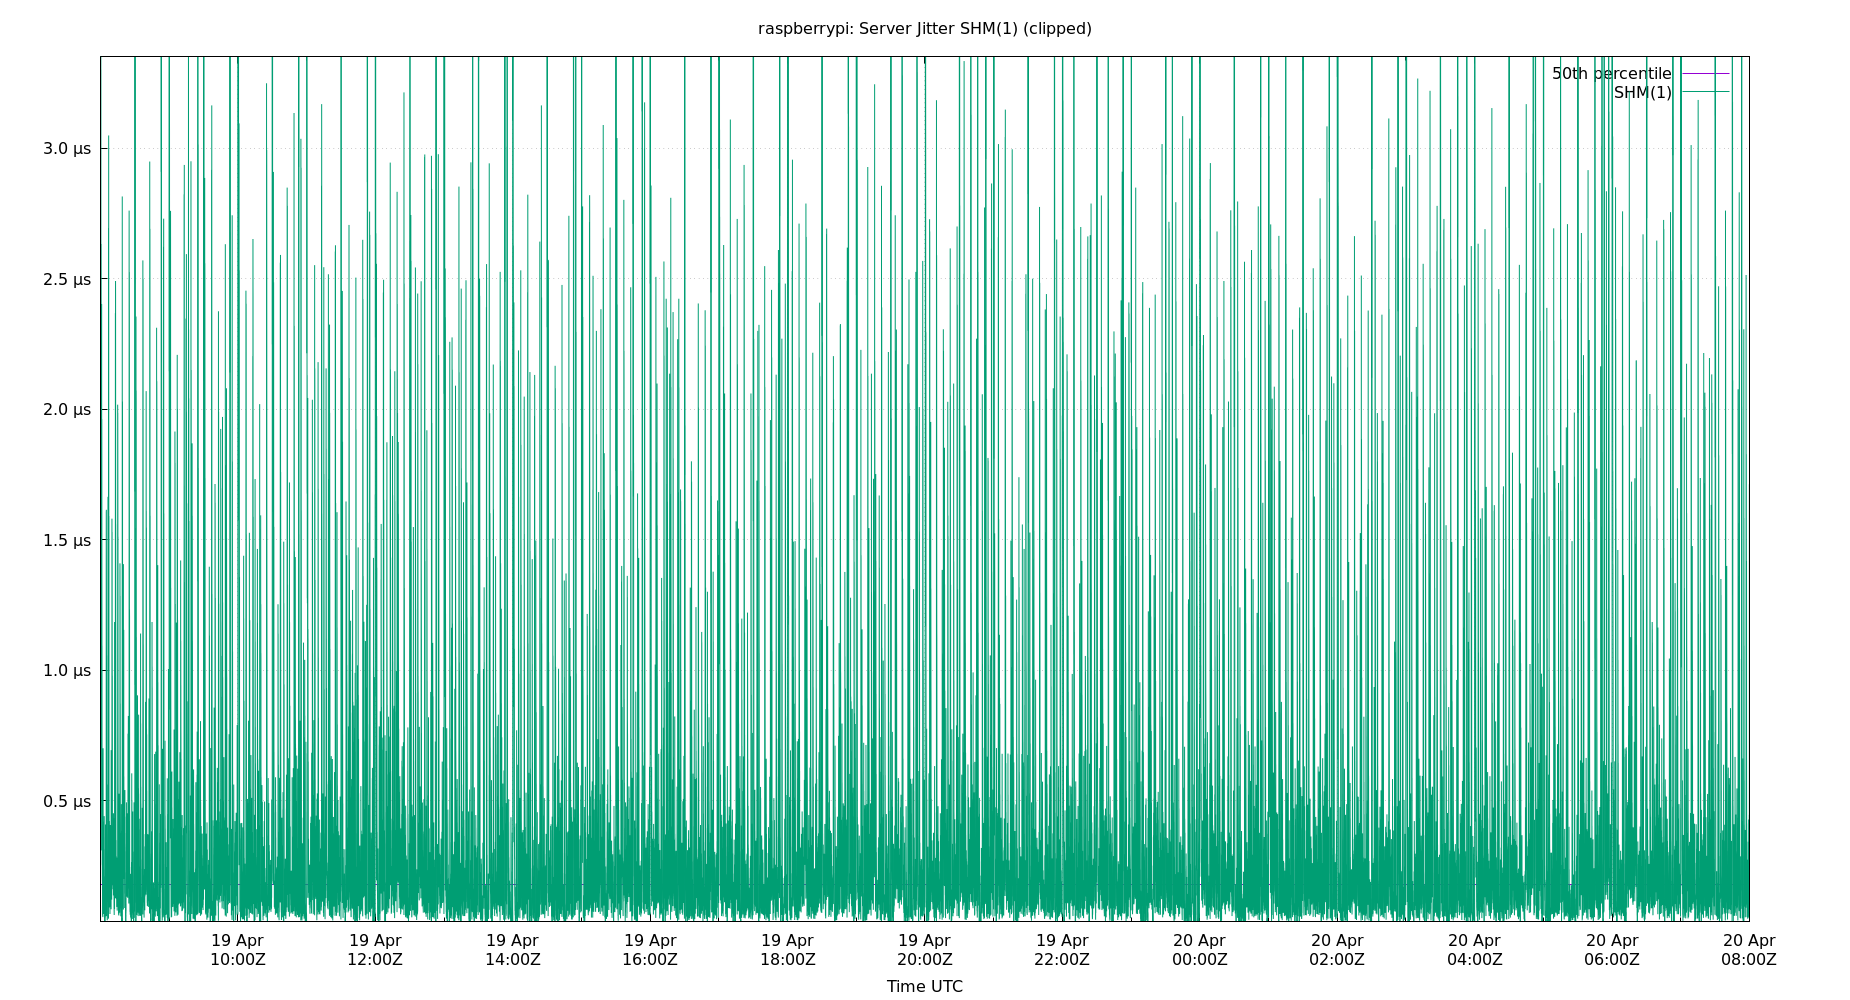 raspberrypi: Server Jitter SHM(1) (clipped)
50th percentile
SHM(1)
3.0 µs
2.5 µs
2.0 µs
1.5 µs
1.0 µs
0.5 µs
19 Apr 19 Apr 19 Apr 19 Apr 19 Apr 19 Apr 19 Apr 20 Apr 20 Apr 20 Apr 20 Apr 20 Apr
10:00Z 12:00Z 14:00Z 16:00Z 18:00Z 20:00Z 22:00Z 00:00Z 02:00Z 04:00Z 06:00Z 08:00Z
Time UTC